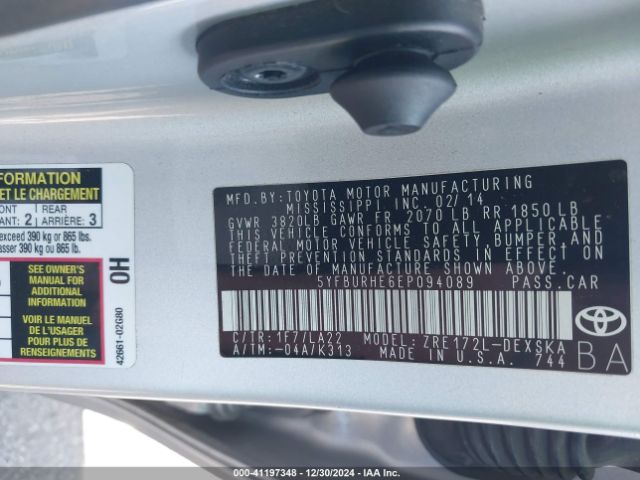 FORMATION
ET LE CHARGEMENT
ONT
ANT: 2
REAR
ARRIÈRE: 3
exceed 390 kg or 865 lbs.
passer 390 kg ou 865 lb.
SEE OWNER'S
MANUAL FOR
ADDITIONAL
INFORMATION
VOIR LE MANUEL
DE L'USAGER
POUR PLUS DE
RENSEIGNEMENTS
OH
42661-02G80
MFD.BY:TOYOTA MOTOR MANUFACTURING
MISSISSIPPI INC. 02/14
GVWR 3820LB GAWR FR 2070 LB RR 1850 LB
THIS VEHICLE CONFORMS TO ALL APPLICABLE
FEDERAL MOTOR VEHICLE SAFETY, BUMPER, AND
THEFT PREVENTION STANDARDS IN EFFECT ON
THE DATE OF MANUFACTURE SHOWN ABOVE.
5YFBURHE6EP094089 PASS.CAR
C/TR: 1F7/LA22 MODEL: ZRE172L-DEXSKA
A/TM:-04A/K313 MADE IN U.S.A. 744
BA
00-41197348 — 12/30/2024 — IAA Inc.